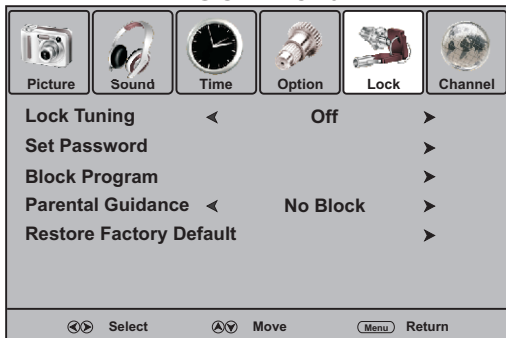 Picture Sound Time Option Lock Channel
Lock Tuning Off
Set Password
Block Program
Parental Guidance No Block
Restore Factory Default
Select Move Menu Return